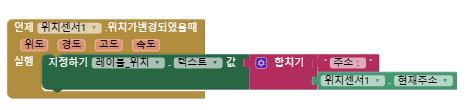 언제 위치센서1 .위치가변경되었을때
위도 경도 고도 속도
실행 지정하기 레이블_위치 . 텍스트 값 합치기 " 주소 : "
위치센서1 . 현재주소